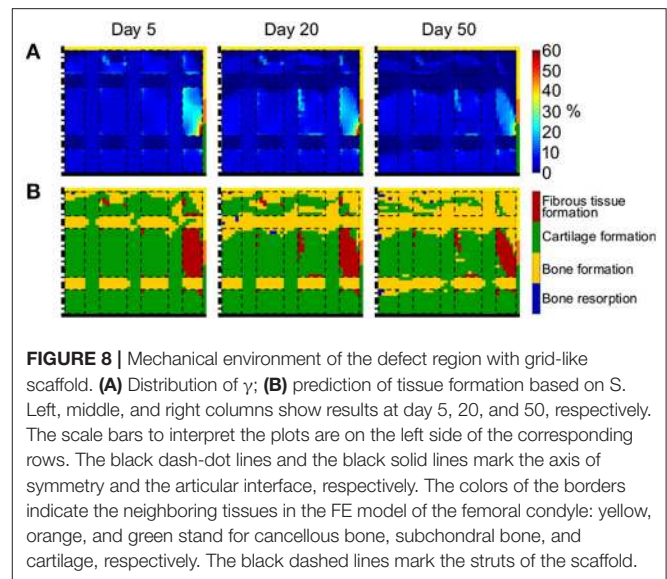 Day 5 Day 20 Day 50
A
60
50
40
30 %
20
10
0
B
Fibrous tissue
formation
Cartilage formation
Bone formation
Bone resorption
FIGURE 8 | Mechanical environment of the defect region with grid-like
scaffold. (A) Distribution of γ; (B) prediction of tissue formation based on S.
Left, middle, and right columns show results at day 5, 20, and 50, respectively.
The scale bars to interpret the plots are on the left side of the corresponding
rows. The black dash-dot lines and the black solid lines mark the axis of
symmetry and the articular interface, respectively. The colors of the borders
indicate the neighboring tissues in the FE model of the femoral condyle: yellow,
orange, and green stand for cancellous bone, subchondral bone, and
cartilage, respectively. The black dashed lines mark the struts of the scaffold.